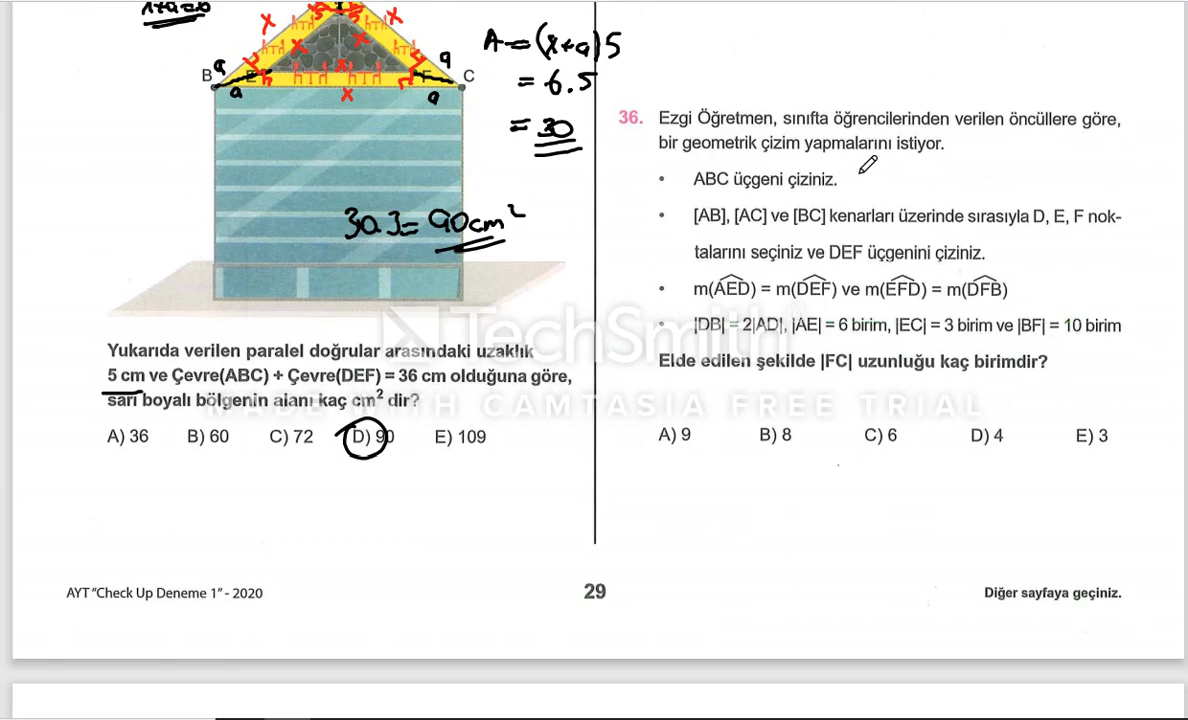 x+a=6
B
E
F
C
a
a
a
a
x
x
x
x
x
x
A=(x+a)5
=6.5
=30
30.3=90cm²
Yukarıda verilen paralel doğrular arasındaki uzaklık
5 cm ve Çevre(ABC) + Çevre(DEF) = 36 cm olduğuna göre,
sarı boyalı bölgenin alanı kaç cm² dir?
A) 36 B) 60 C) 72 D) 90 E) 109
36. Ezgi Öğretmen, sınıfta öğrencilerinden verilen öncüllere göre,
bir geometrik çizim yapmalarını istiyor.
• ABC üçgeni çiziniz.
• [AB], [AC] ve [BC] kenarları üzerinde sırasıyla D, E, F nok-
talarını seçiniz ve DEF üçgenini çiziniz.
• m(AED) = m(DEF) ve m(EFD) = m(DFB)
• |DB| = 2|AD|, |AE| = 6 birim, |EC| = 3 birim ve |BF| = 10 birim
Elde edilen şekilde |FC| uzunluğu kaç birimdir?
A) 9 B) 8 C) 6 D) 4 E) 3
TechSmith
MADE WITH CAMTASIA FREE TRIAL
AYT "Check Up Deneme 1" - 2020
29
Diğer sayfaya geçiniz.